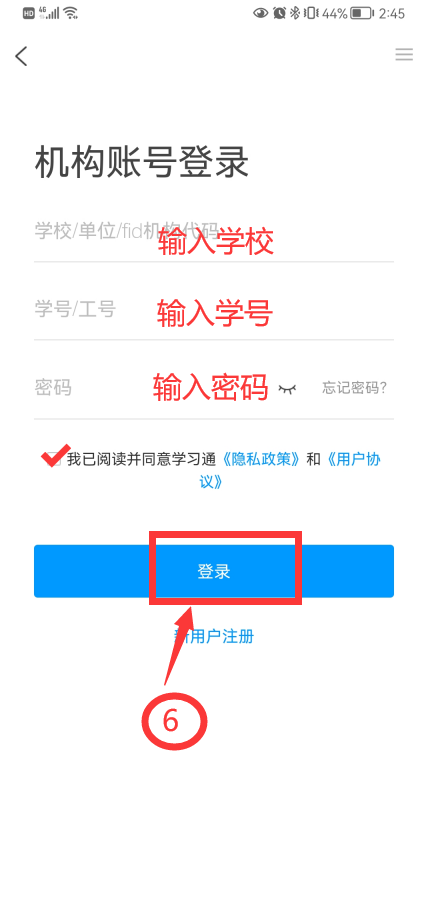 HD 4G 44% 2:45
机构账号登录
学校/单位/fid机构代码
输入学校
学号/工号
输入学号
密码
输入密码
忘记密码?
我已阅读并同意学习通《隐私政策》和《用户协
议》
登录
新用户注册
6